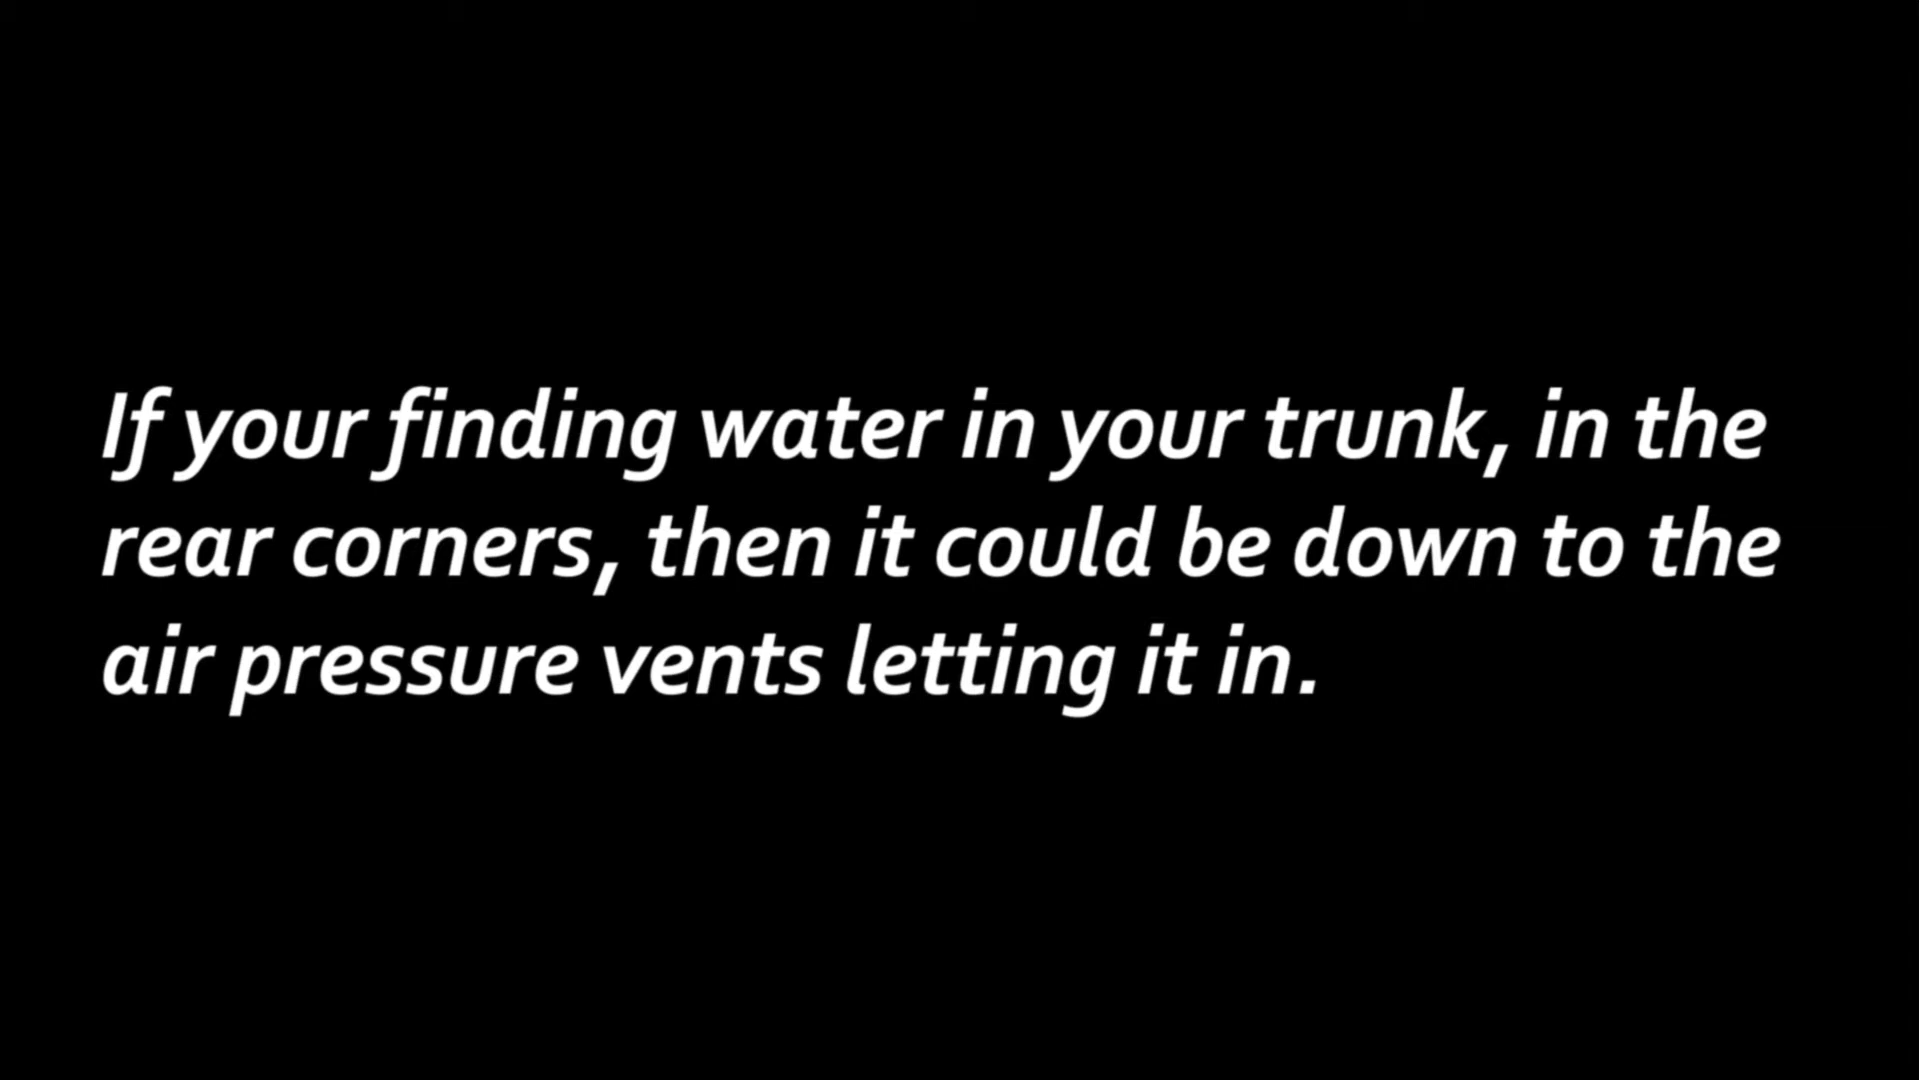 If your finding water in your trunk, in the
rear corners, then it could be down to the
air pressure vents letting it in.